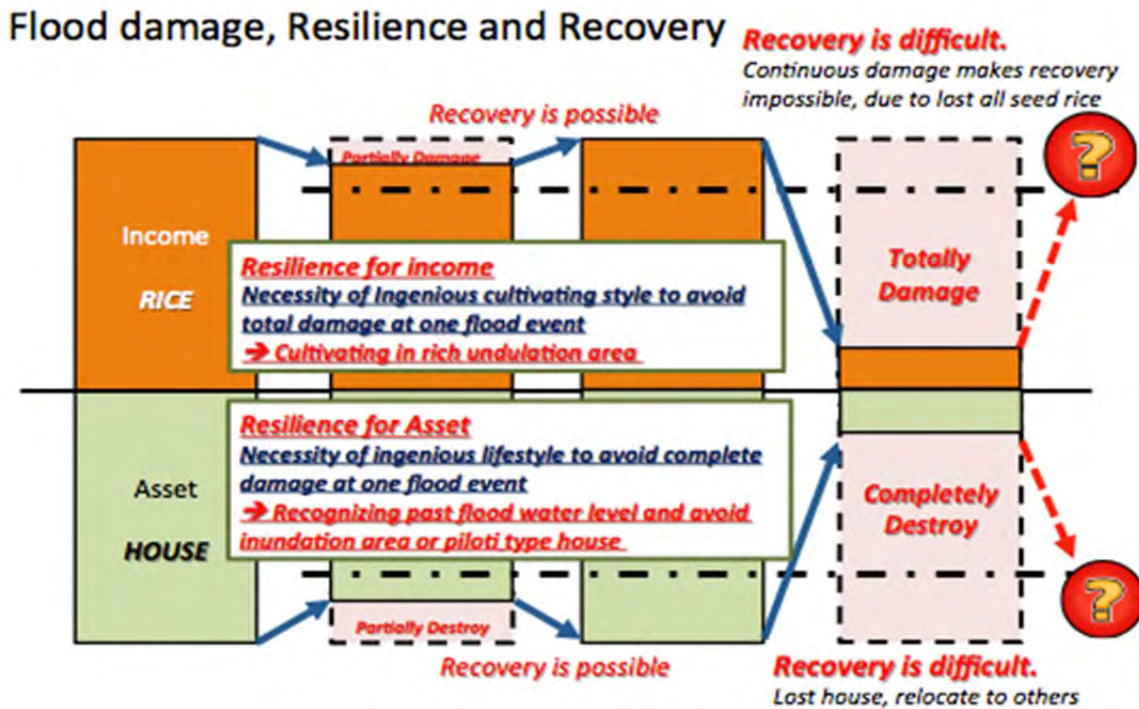 Flood damage, Resilience and Recovery
Recovery is difficult.
Continuous damage makes recovery
impossible, due to lost all seed rice
Recovery is possible
Partially Damage
?
Income
RICE
Resilience for income
Necessity of Ingenious cultivating style to avoid
total damage at one flood event
➔ Cultivating in rich undulation area
Totally
Damage
Asset
HOUSE
Resilience for Asset
Necessity of ingenious lifestyle to avoid complete
damage at one flood event
➔ Recognizing past flood water level and avoid
inundation area or piloti type house
Completely
Destroy
?
Partially Destroy
Recovery is possible
Recovery is difficult.
Lost house, relocate to others